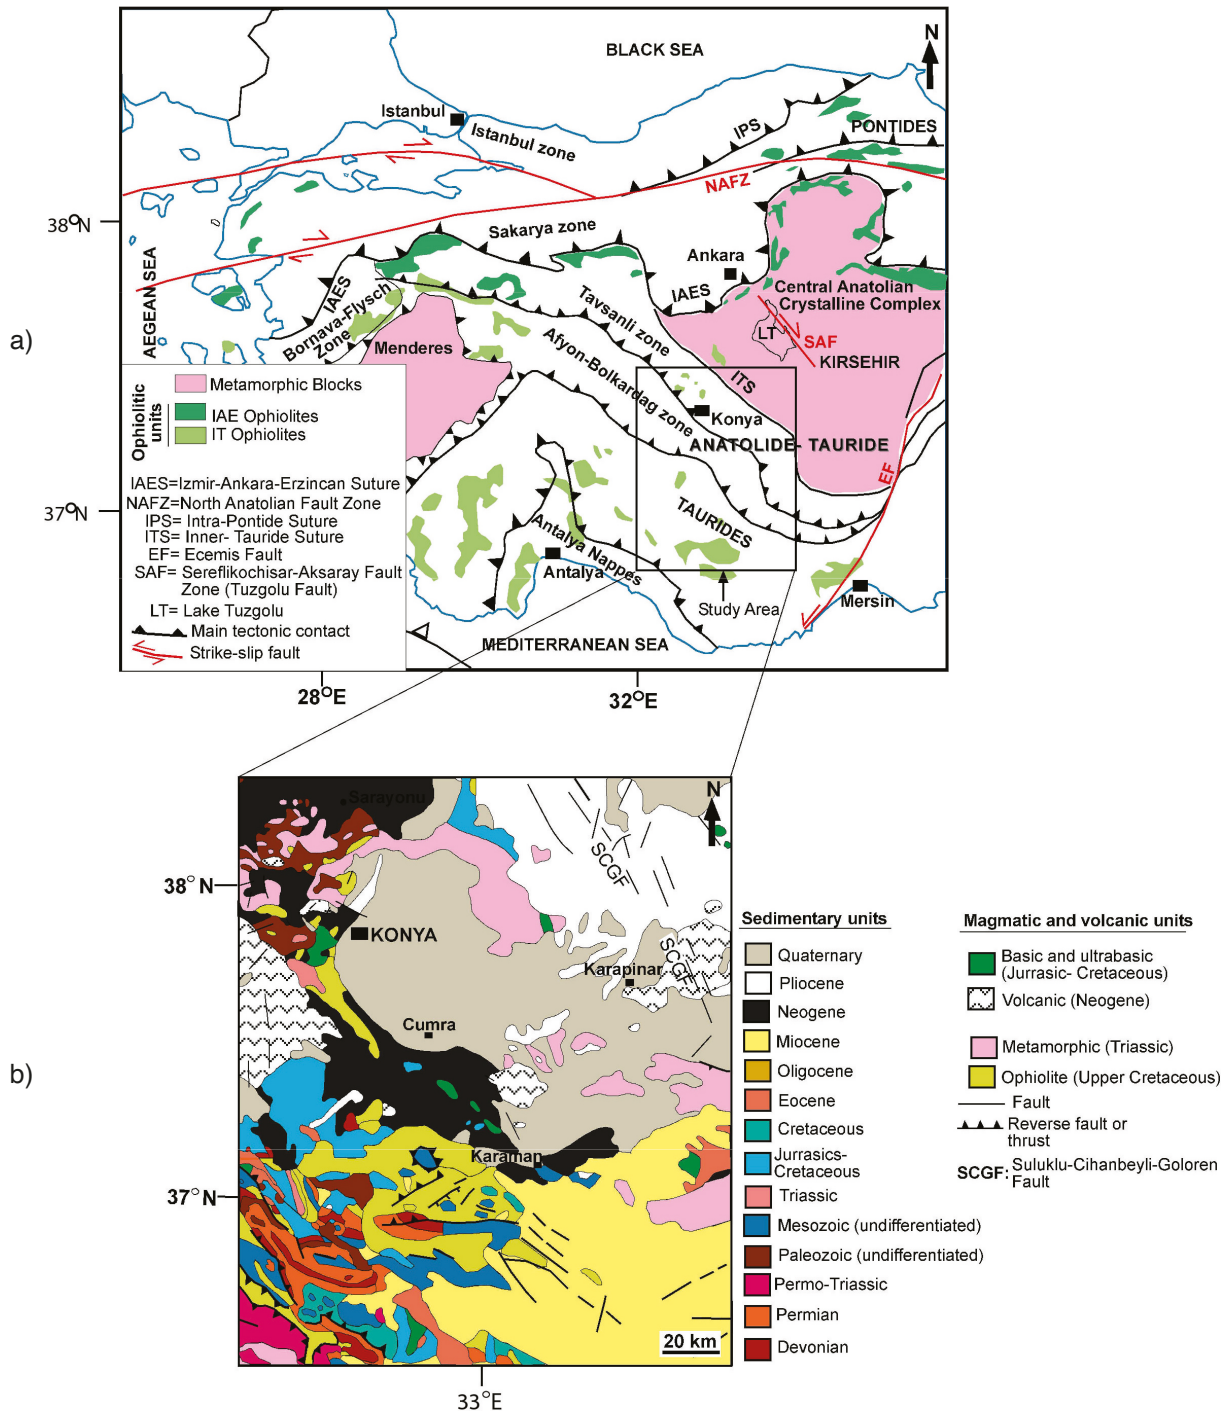 a)
BLACK SEA
N
Istanbul
Istanbul zone
IPS
PONTIDES
NAFZ
38°N
Sakarya zone
Ankara
AEGEAN SEA
IAES
IAES
Central Anatolian
Crystalline Complex
Bornava-Flysch
Zone
Tavsanli zone
LT
SAF
KIRSEHIR
Menderes
Afyon-Bolkardag zone
ITS
Konya
ANATOLIDE- TAURIDE
EF
TAURIDES
37°N
Antalya Nappes
Antalya
Study Area
Mersin
MEDITERRANEAN SEA
28°E
32°E
Ophiolitic
units
Metamorphic Blocks
IAE Ophiolites
IT Ophiolites
IAES=Izmir-Ankara-Erzincan Suture
NAFZ=North Anatolian Fault Zone
IPS= Intra-Pontide Suture
ITS= Inner- Tauride Suture
EF= Ecemis Fault
SAF= Sereflikochisar-Aksaray Fault
Zone (Tuzgolu Fault)
LT= Lake Tuzgolu
Main tectonic contact
Strike-slip fault
b)
Sarayonu
N
SCGF
38° N
KONYA
SCGF
Karapinar
Cumra
Karaman
37° N
20 km
33°E
Sedimentary units
Quaternary
Pliocene
Neogene
Miocene
Oligocene
Eocene
Cretaceous
Jurrasics-
Cretaceous
Triassic
Mesozoic (undifferentiated)
Paleozoic (undifferentiated)
Permo-Triassic
Permian
Devonian
Magmatic and volcanic units
Basic and ultrabasic
(Jurrasic- Cretaceous)
Volcanic (Neogene)
Metamorphic (Triassic)
Ophiolite (Upper Cretaceous)
Fault
Reverse fault or
thrust
SCGF: Suluklu-Cihanbeyli-Goloren
Fault